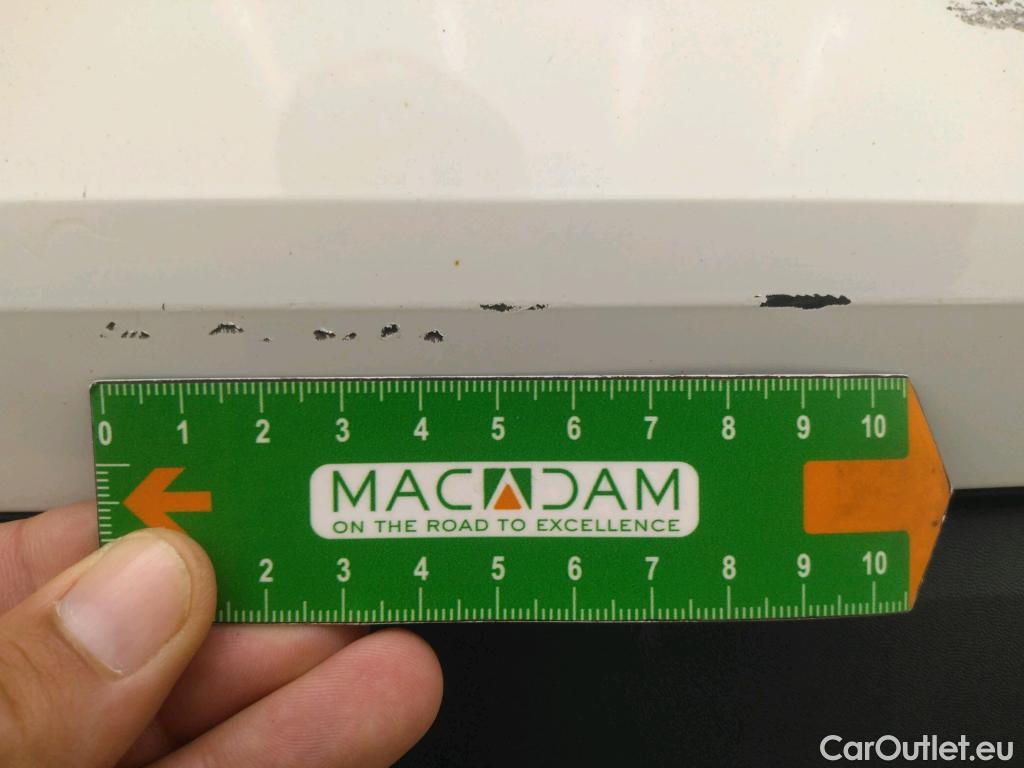 0 1 2 3 4 5 6 7 8 9 10
MACADAM
ON THE ROAD TO EXCELLENCE
2 3 4 5 6 7 8 9 10
CarOutlet.eu